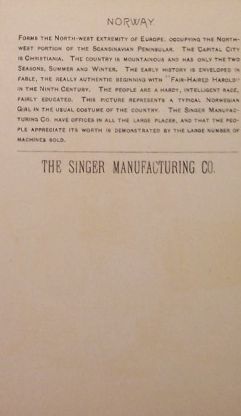 NORWAY.
FORMS THE NORTH-WEST EXTREMITY OF EUROPE, OCCUPYING THE NORTH-
WEST PORTION OF THE SCANDINAVIAN PENINSULAR. THE CAPITAL CITY
IS CHRISTIANIA. THE COUNTRY IS MOUNTAINOUS AND HAS ONLY THE TWO
SEASONS, SUMMER AND WINTER. THE EARLY HISTORY IS ENVELOPED IN
FABLE, THE REALLY AUTHENTIC BEGINNING WITH "FAIR-HAIRED HAROLD"
IN THE NINTH CENTURY. THE PEOPLE ARE A HARDY, INTELLIGENT RACE,
FAIRLY EDUCATED. THIS PICTURE REPRESENTS A TYPICAL NORWEGIAN
GIRL IN THE USUAL COSTUME OF THE COUNTRY. THE SINGER MANUFAC-
TURING CO. HAVE OFFICES IN ALL THE LARGE PLACES, AND THAT THE PEO-
PLE APPRECIATE ITS WORTH IS DEMONSTRATED BY THE LARGE NUMBER OF
MACHINES SOLD.
THE SINGER MANUFACTURING CO.